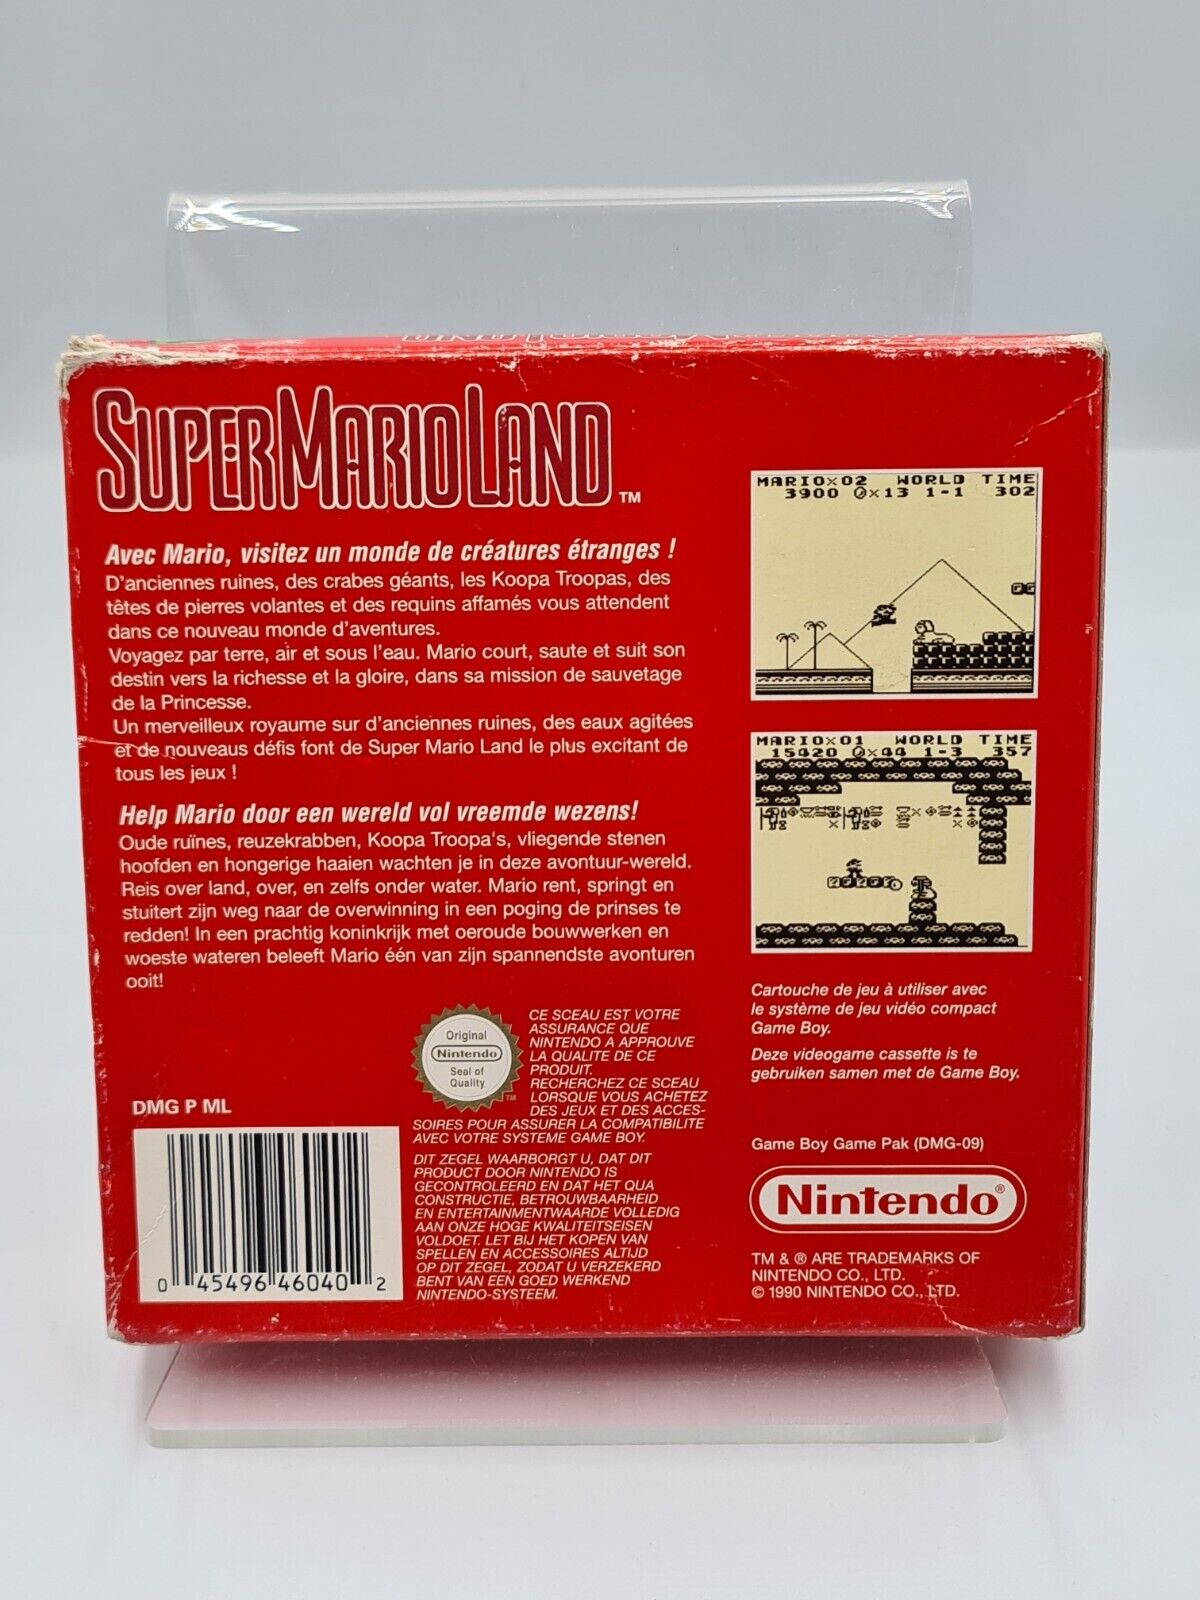 SUPER MARIO LAND™
Avec Mario, visitez un monde de créatures étranges !
D'anciennes ruines, des crabes géants, les Koopa Troopas, des
têtes de pierres volantes et des requins affamés vous attendent
dans ce nouveau monde d'aventures.
Voyagez par terre, air et sous l'eau. Mario court, saute et suit son
destin vers la richesse et la gloire, dans sa mission de sauvetage
de la Princesse.
Un merveilleux royaume sur d'anciennes ruines, des eaux agitées
et de nouveaus défis font de Super Mario Land le plus excitant de
tous les jeux !
Help Mario door een wereld vol vreemde wezens!
Oude ruïnes, reuzekrabben, Koopa Troopa's, vliegende stenen
hoofden en hongerige haaien wachten je in deze avontuur-wereld.
Reis over land, over, en zelfs onder water. Mario rent, springt en
stuitert zijn weg naar de overwinning in een poging de prinses te
redden! In een prachtig koninkrijk met oeroude bouwwerken en
woeste wateren beleeft Mario één van zijn spannendste avonturen
ooit!
Original
Nintendo
Seal of
Quality
TM
CE SCEAU EST VOTRE
ASSURANCE QUE
NINTENDO A APPROUVE
LA QUALITE DE CE
PRODUIT.
RECHERCHEZ CE SCEAU
LORSQUE VOUS ACHETEZ
DES JEUX ET DES ACCES-
SOIRES POUR ASSURER LA COMPATIBILITE
AVEC VOTRE SYSTEME GAME BOY.
DIT ZEGEL WAARBORGT U, DAT DIT
PRODUCT DOOR NINTENDO IS
GECONTROLEERD EN DAT HET QUA
CONSTRUCTIE, BETROUWBAARHEID
EN ENTERTAINMENTWAARDE VOLLEDIG
AAN ONZE HOGE KWALITEITSEISEN
VOLDOET. LET BIJ HET KOPEN VAN
SPELLEN EN ACCESSOIRES ALTIJD
OP DIT ZEGEL, ZODAT U VERZEKERD
BENT VAN EEN GOED WERKEND
NINTENDO-SYSTEEM.
DMG P ML
0 45496 46040 2
MARIO×02 WORLD TIME
3900 ×13 1-1 302
MARIO×01 WORLD TIME
15420 ×44 1-3 357
Cartouche de jeu à utiliser avec
le système de jeu vidéo compact
Game Boy.
Deze videogame cassette is te
gebruiken samen met de Game Boy.
Game Boy Game Pak (DMG-09)
Nintendo®
TM & ® ARE TRADEMARKS OF
NINTENDO CO., LTD.
© 1990 NINTENDO CO., LTD.